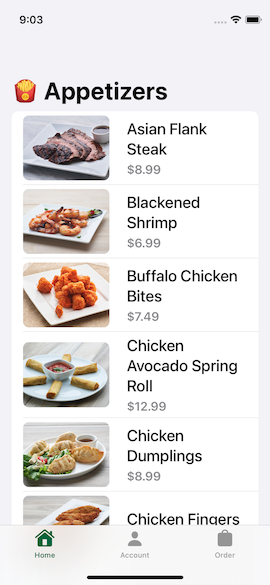 9:03
Appetizers
Asian Flank
Steak
$8.99
Blackened
Shrimp
$6.99
Buffalo Chicken
Bites
$7.49
Chicken
Avocado Spring
Roll
$12.99
Chicken
Dumplings
$8.99
Chicken Fingers
Home
Account
Order